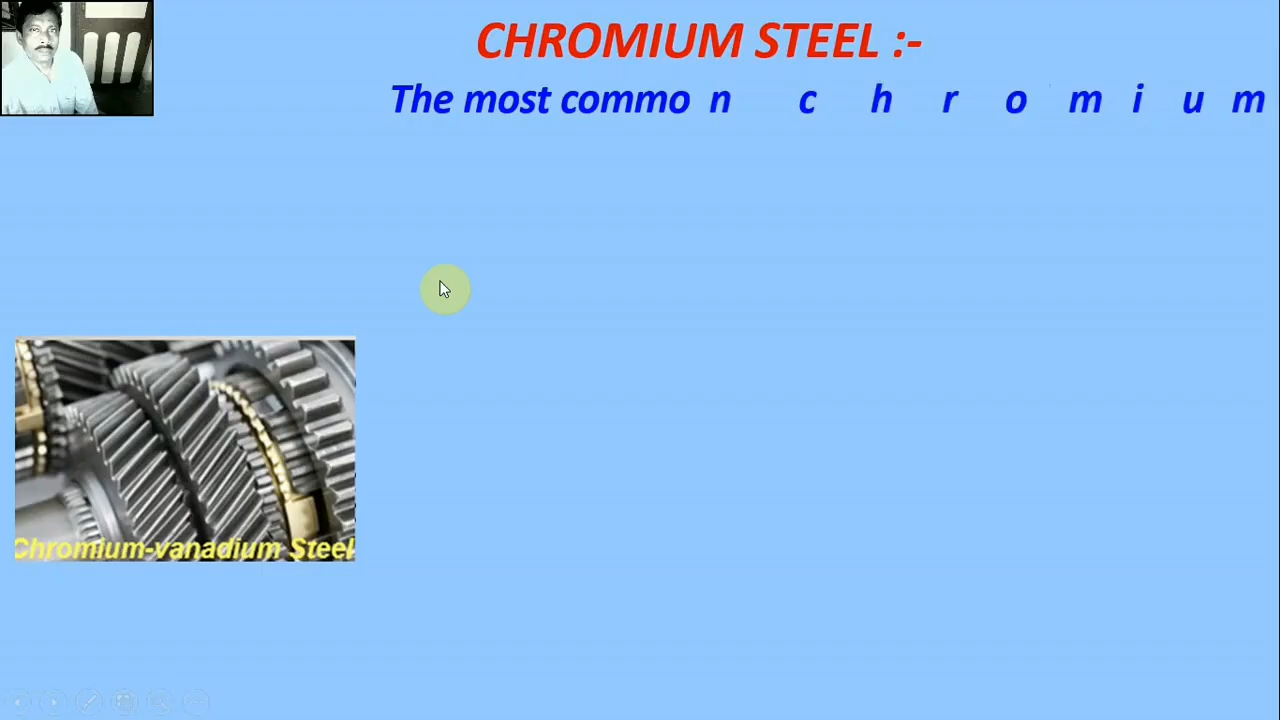 CHROMIUM STEEL :-
The most commo n c h r o m i u m
Chromium-vanadium Steel